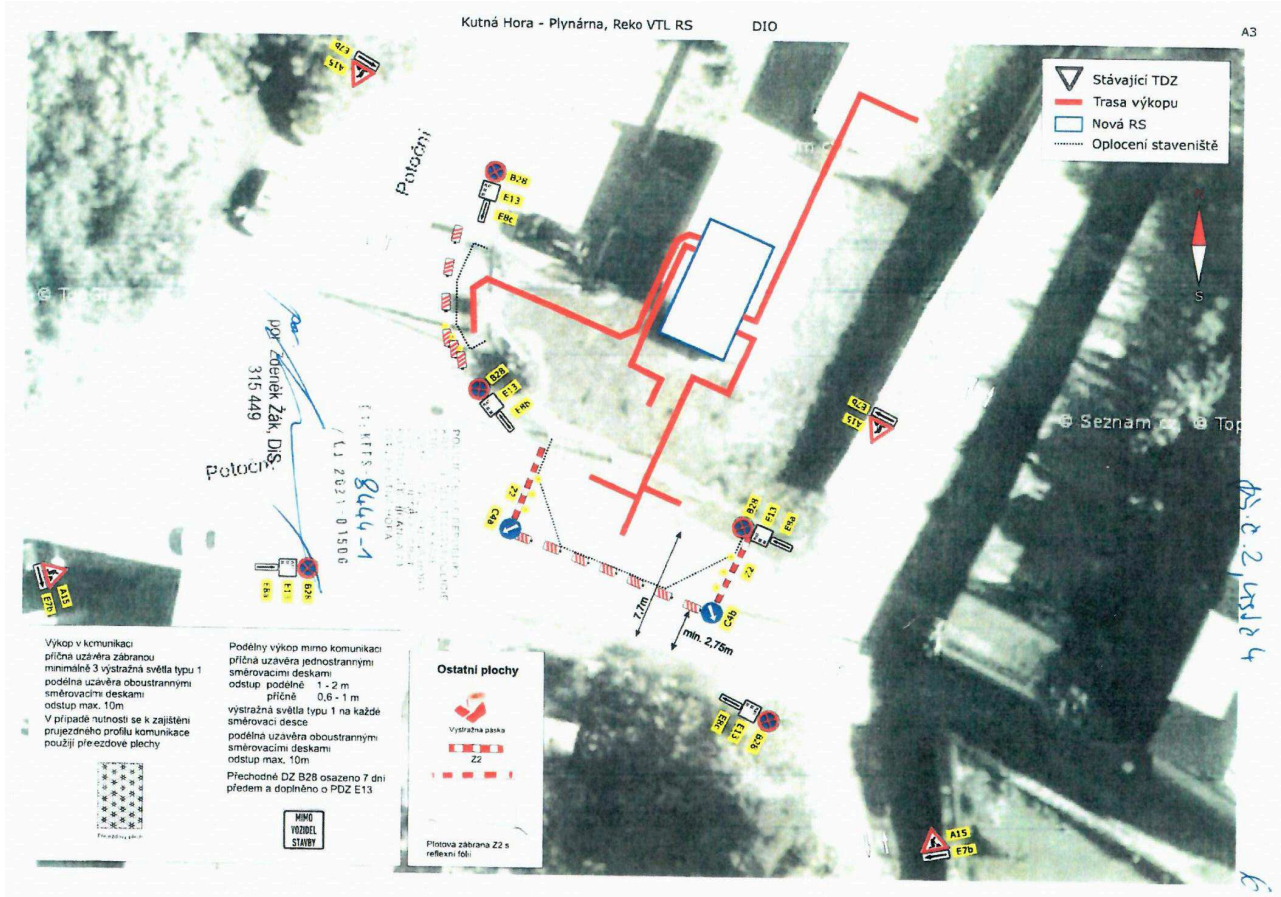 Kutná Hora - Plynárna, Reko VTL RS DIO
A3
Stávající TDZ
Trasa výkopu
Nová RS
Oplocení staveniště
E7b
A15
Potoční
B28
E13
E8c
© Top
B28
E13
E8b
por. Zdeněk Žák, DiS.
315 449
8444-1
Potoční
Z2
C4a
E7b
A15
© Seznam.cz, © Top
B28
E13
E8a
Z2
C4b
7,7m
min. 2,75m
A15
E7b
E8a
E13
B28
E8c
E13
B28
A15
E7b
S
Výkop v komunikaci
příčná uzávěra zábranou
minimálně 3 výstražná světla typu 1
podélná uzávěra oboustrannými
směrovacími deskami
odstup max. 10m
V případě nutnosti se k zajištění
prujezdného profilu komunikace
použijí přejezdové plechy
Podélný výkop mimo komunikaci
příčná uzávěra jednostrannými
směrovacími deskami
odstup podélně 1 - 2 m
příčně 0,6 - 1 m
výstražná světla typu 1 na každé
směrovací desce
podélná uzávěra oboustrannými
směrovacími deskami
odstup max. 10m
Přechodné DZ B28 osazeno 7 dní
předem a doplněno o PDZ E13
MIMO
VOZIDEL
STAVBY
Ostatní plochy
Výstražná páska
Z2
Plotová zábrana Z2 s
reflexní fólií